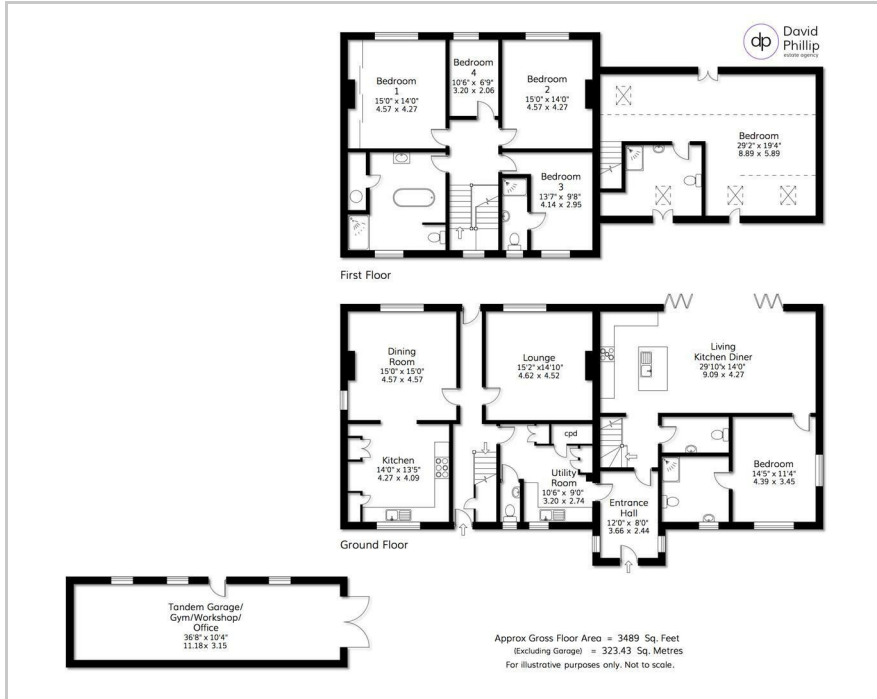 dp
David
Phillip
estate agency
Bedroom
1
15'0" x 14'0"
4.57 x 4.27
Bedroom
4
10'6" x 6'9"
3.20 x 2.06
Bedroom
2
15'0" x 14'0"
4.57 x 4.27
Bedroom
29'2" x 19'4"
8.89 x 5.89
Bedroom
3
13'7" x 9'8"
4.14 x 2.95
First Floor
Dining
Room
15'0" x 15'0"
4.57 x 4.57
Lounge
15'2" x14'10"
4.62 x 4.52
Living
Kitchen Diner
29'10"x 14'0"
9.09 x 4.27
Kitchen
14'0" x 13'5"
4.27 x 4.09
cpd
Utility
Room
10'6" x 9'0"
3.20 x 2.74
Entrance
Hall
12'0" x 8'0"
3.66 x 2.44
Bedroom
14'5" x 11'4"
4.39 x 3.45
Ground Floor
Tandem Garage/
Gym/Workshop/
Office
36'8" x 10'4"
11.18x 3.15
Approx Gross Floor Area = 3489 Sq. Feet
(Excluding Garage) = 323.43 Sq. Metres
For illustrative purposes only. Not to scale.